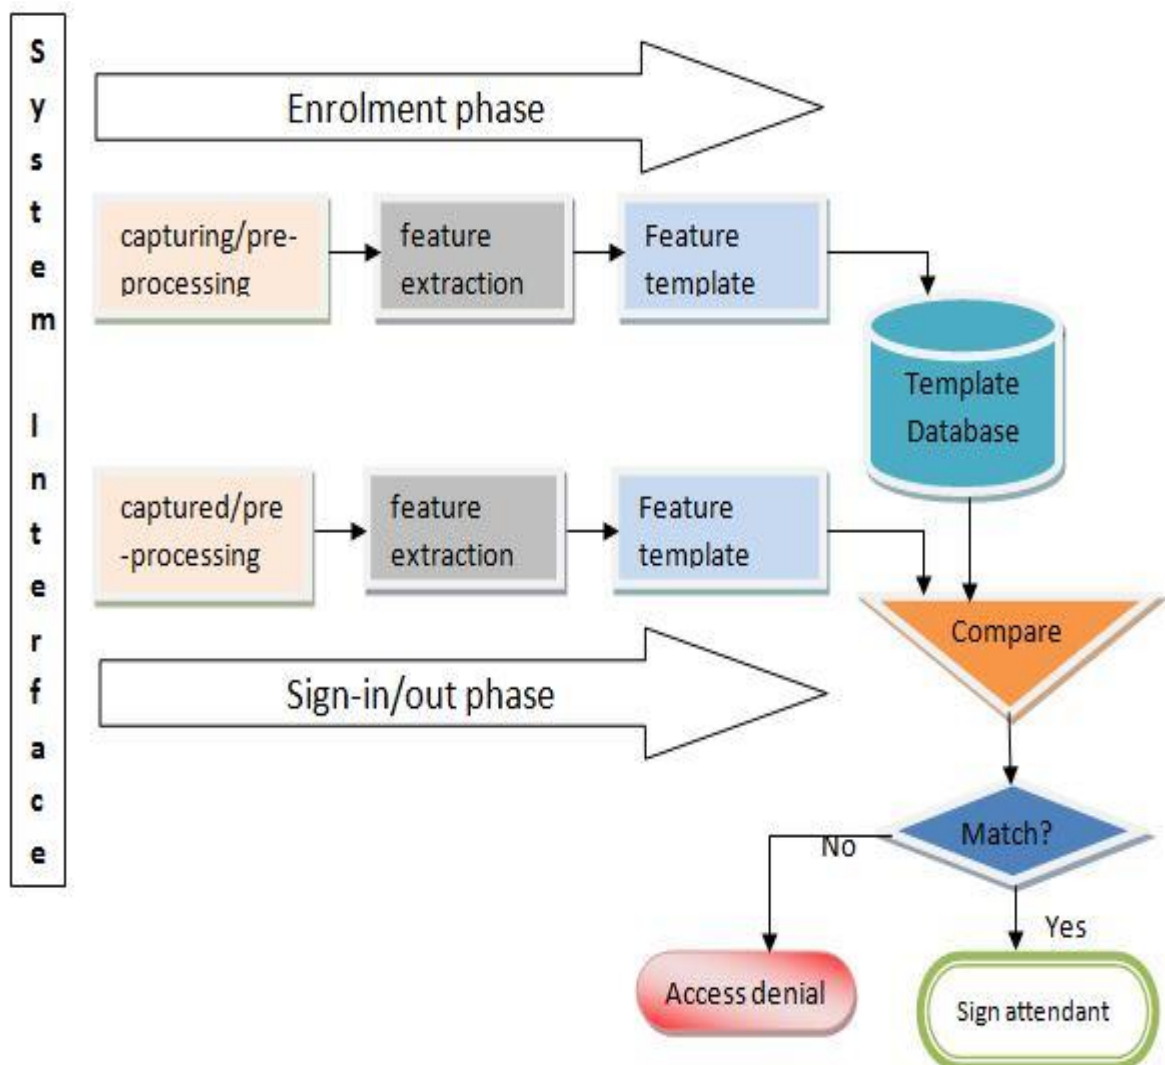 System Interface
Enrolment phase
capturing/pre-
processing
feature
extraction
Feature
template
Template
Database
captured/pre
-processing
feature
extraction
Feature
template
Compare
Sign-in/out phase
Match?
No
Yes
Access denial
Sign attendant